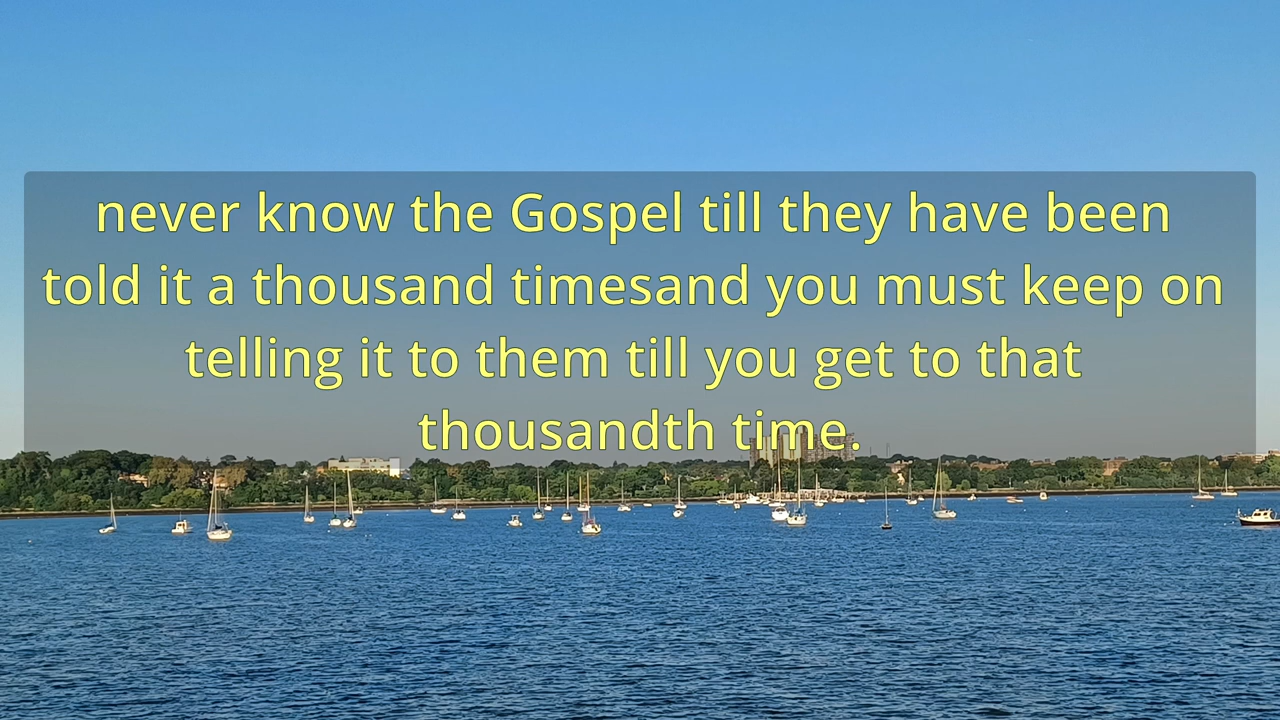 never know the Gospel till they have been
told it a thousand timesand you must keep on
telling it to them till you get to that
thousandth time.